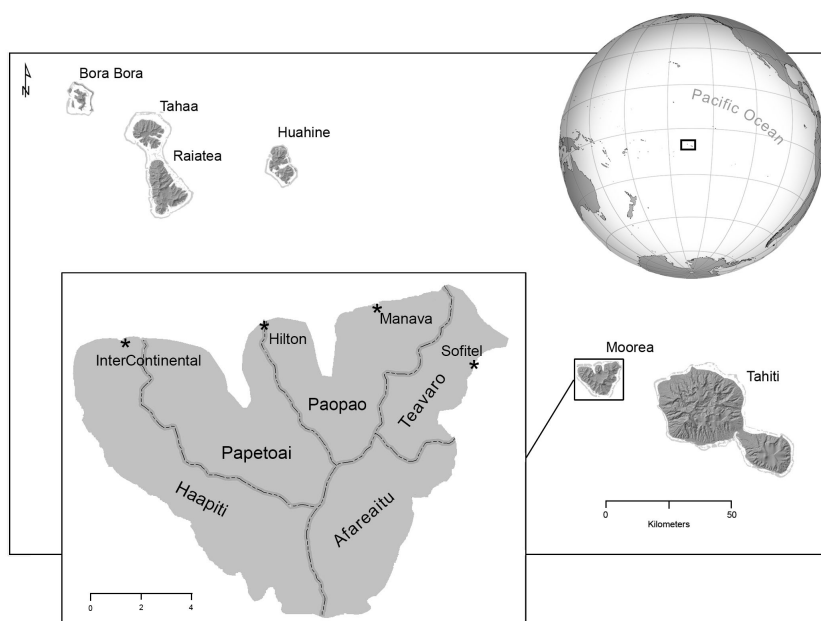 N
Bora Bora
Tahaa
Raiatea
Huahine
Pacific Ocean
InterContinental
Hilton
Manava
Sofitel
Paopao
Teavaro
Papetoai
Haapiti
Afareaitu
0 2 4
Moorea
Tahiti
0 50
Kilometers